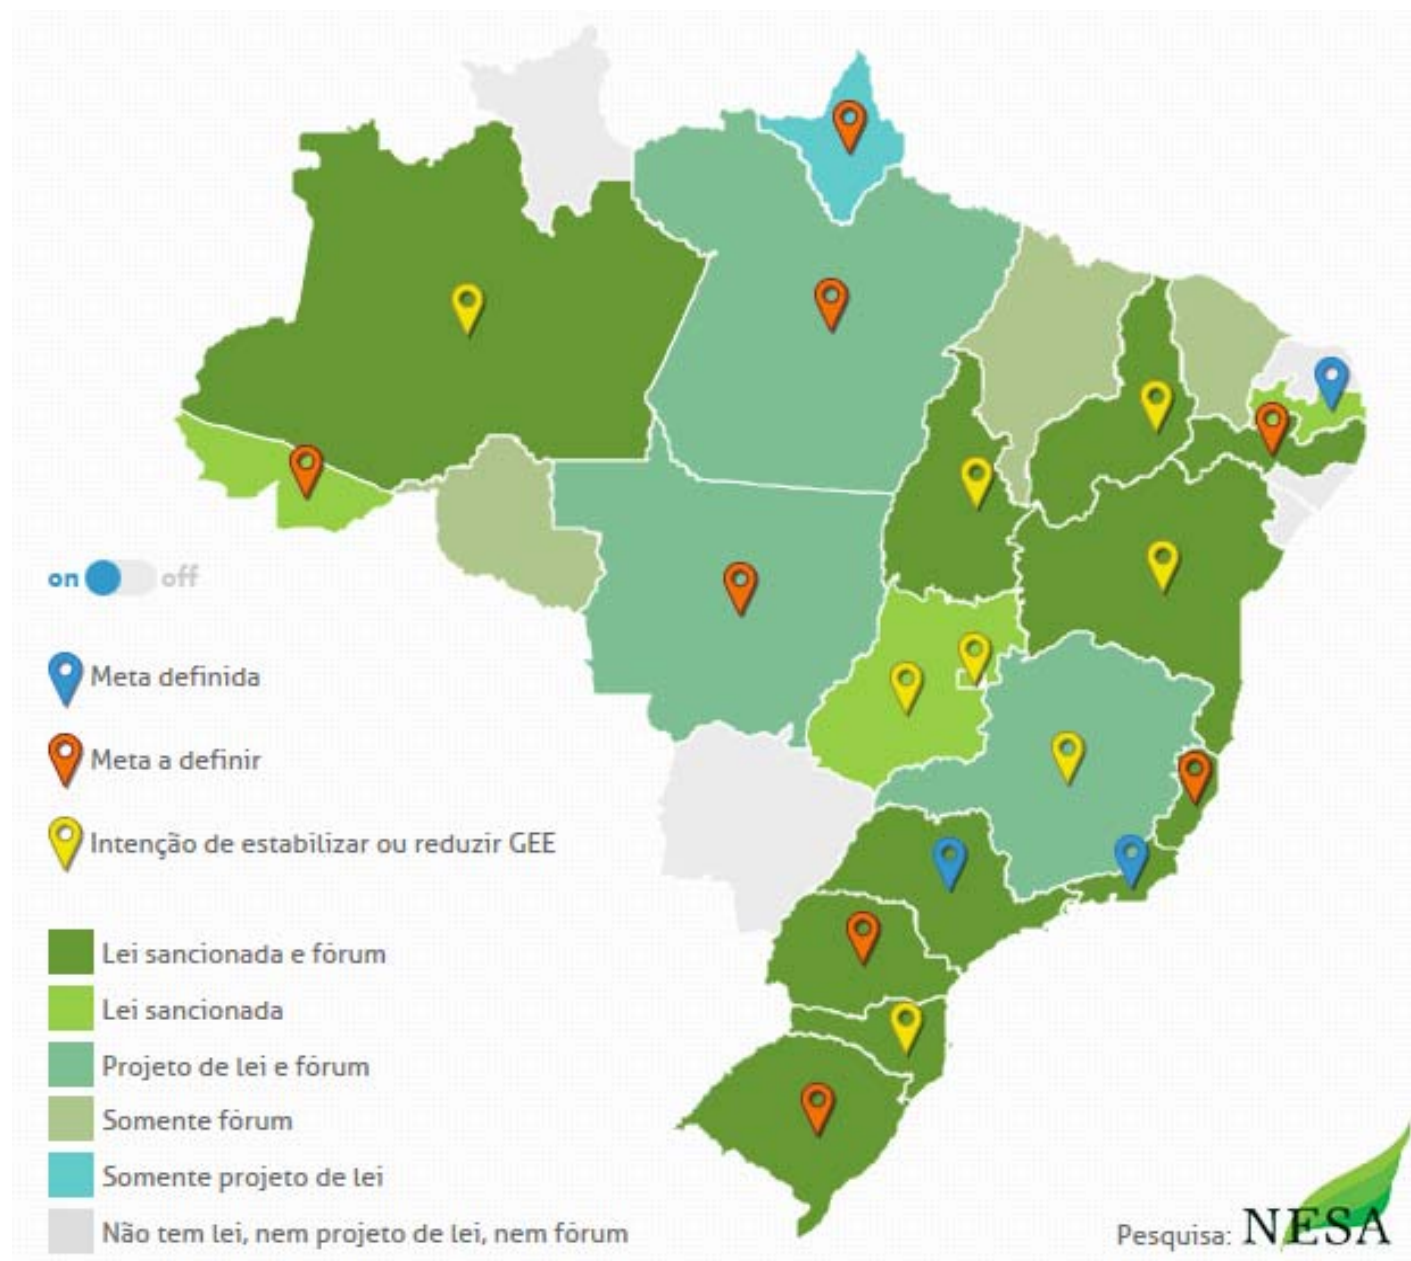 on off
Meta definida
Meta a definir
Intenção de estabilizar ou reduzir GEE
Lei sancionada e fórum
Lei sancionada
Projeto de lei e fórum
Somente fórum
Somente projeto de lei
Não tem lei, nem projeto de lei, nem fórum
Pesquisa: NESA